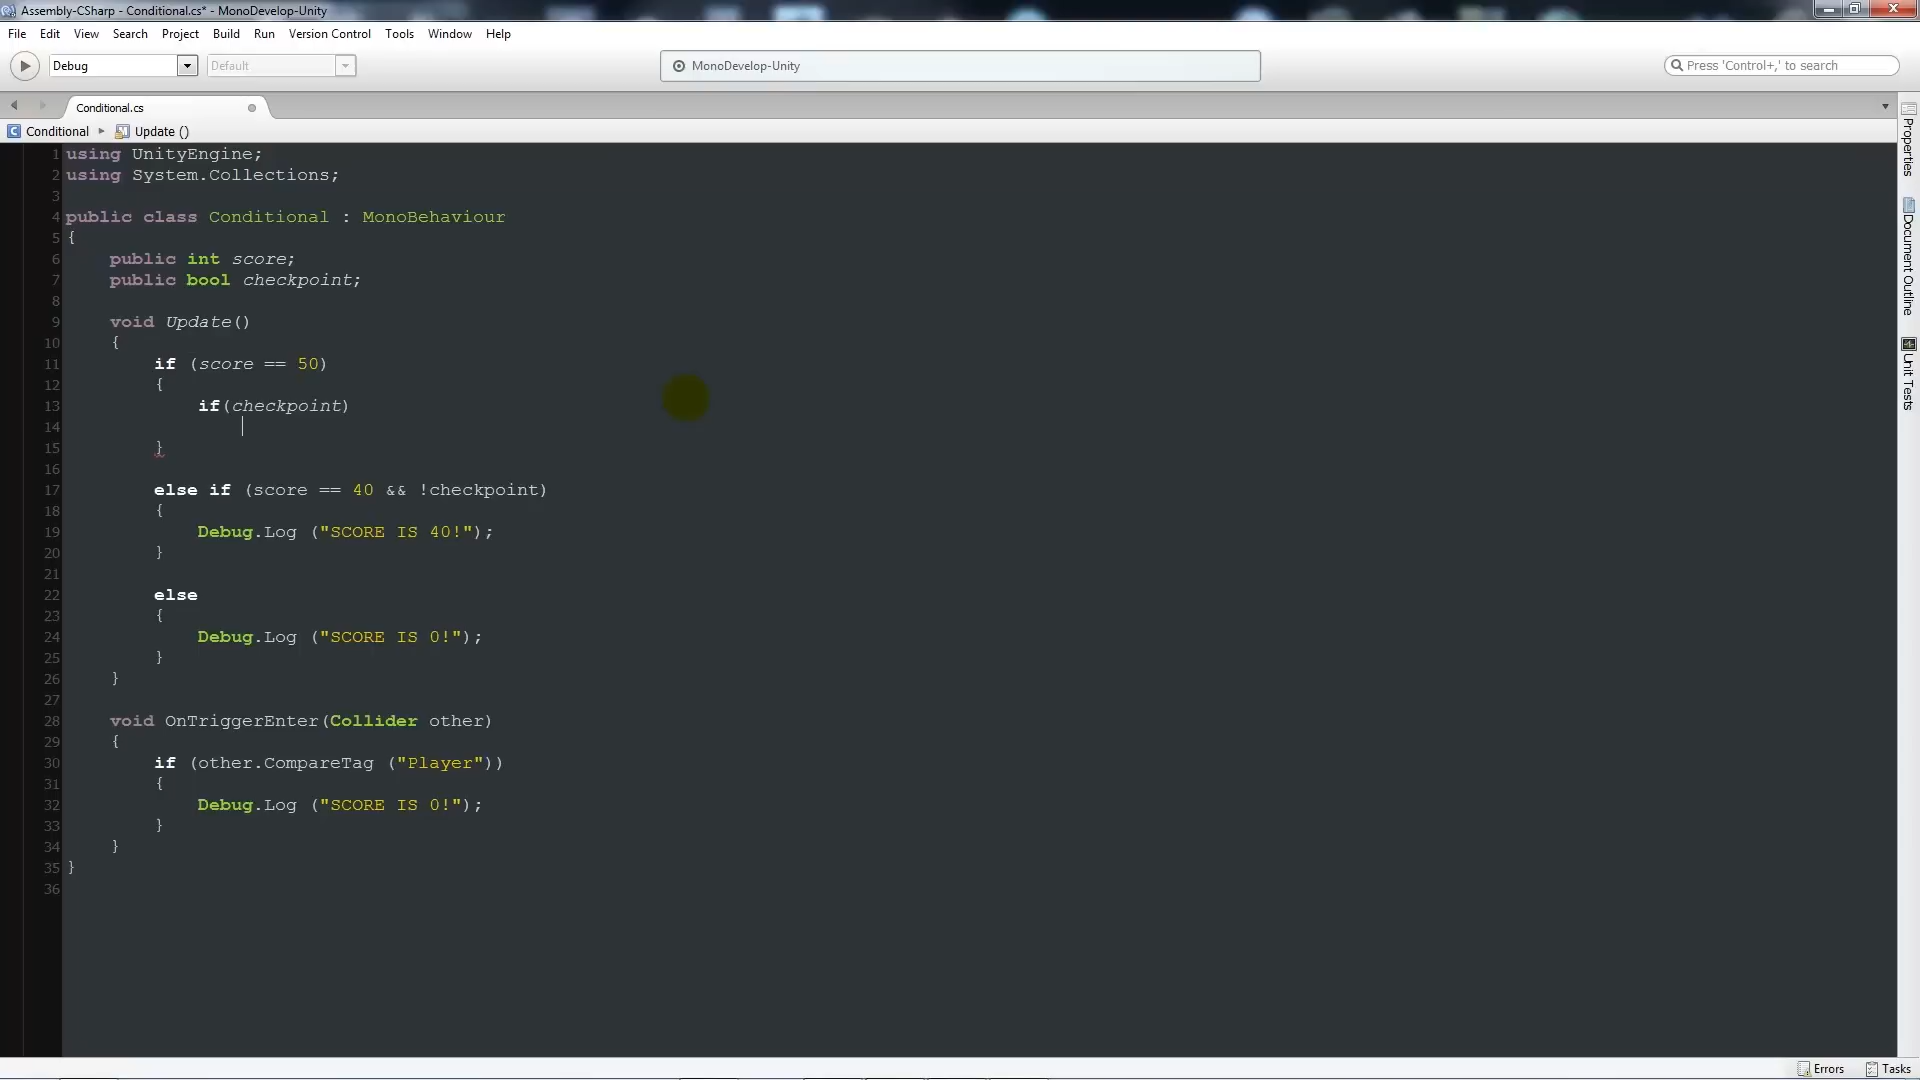 Assembly-CSharp - Conditional.cs* - MonoDevelop-Unity
File Edit View Search Project Build Run Version Control Tools Window Help
Debug Default MonoDevelop-Unity Press 'Control+,' to search
Conditional.cs
Conditional Update ()
1 using UnityEngine;
2 using System.Collections;
3
4 public class Conditional : MonoBehaviour
5 {
6 public int score;
7 public bool checkpoint;
8
9 void Update()
10 {
11 if (score == 50)
12 {
13 if(checkpoint)
14
15 }
16
17 else if (score == 40 && !checkpoint)
18 {
19 Debug.Log ("SCORE IS 40!");
20 }
21
22 else
23 {
24 Debug.Log ("SCORE IS 0!");
25 }
26 }
27
28 void OnTriggerEnter(Collider other)
29 {
30 if (other.CompareTag ("Player"))
31 {
32 Debug.Log ("SCORE IS 0!");
33 }
34 }
35 }
36
Properties
Document Outline
Unit Tests
Errors Tasks